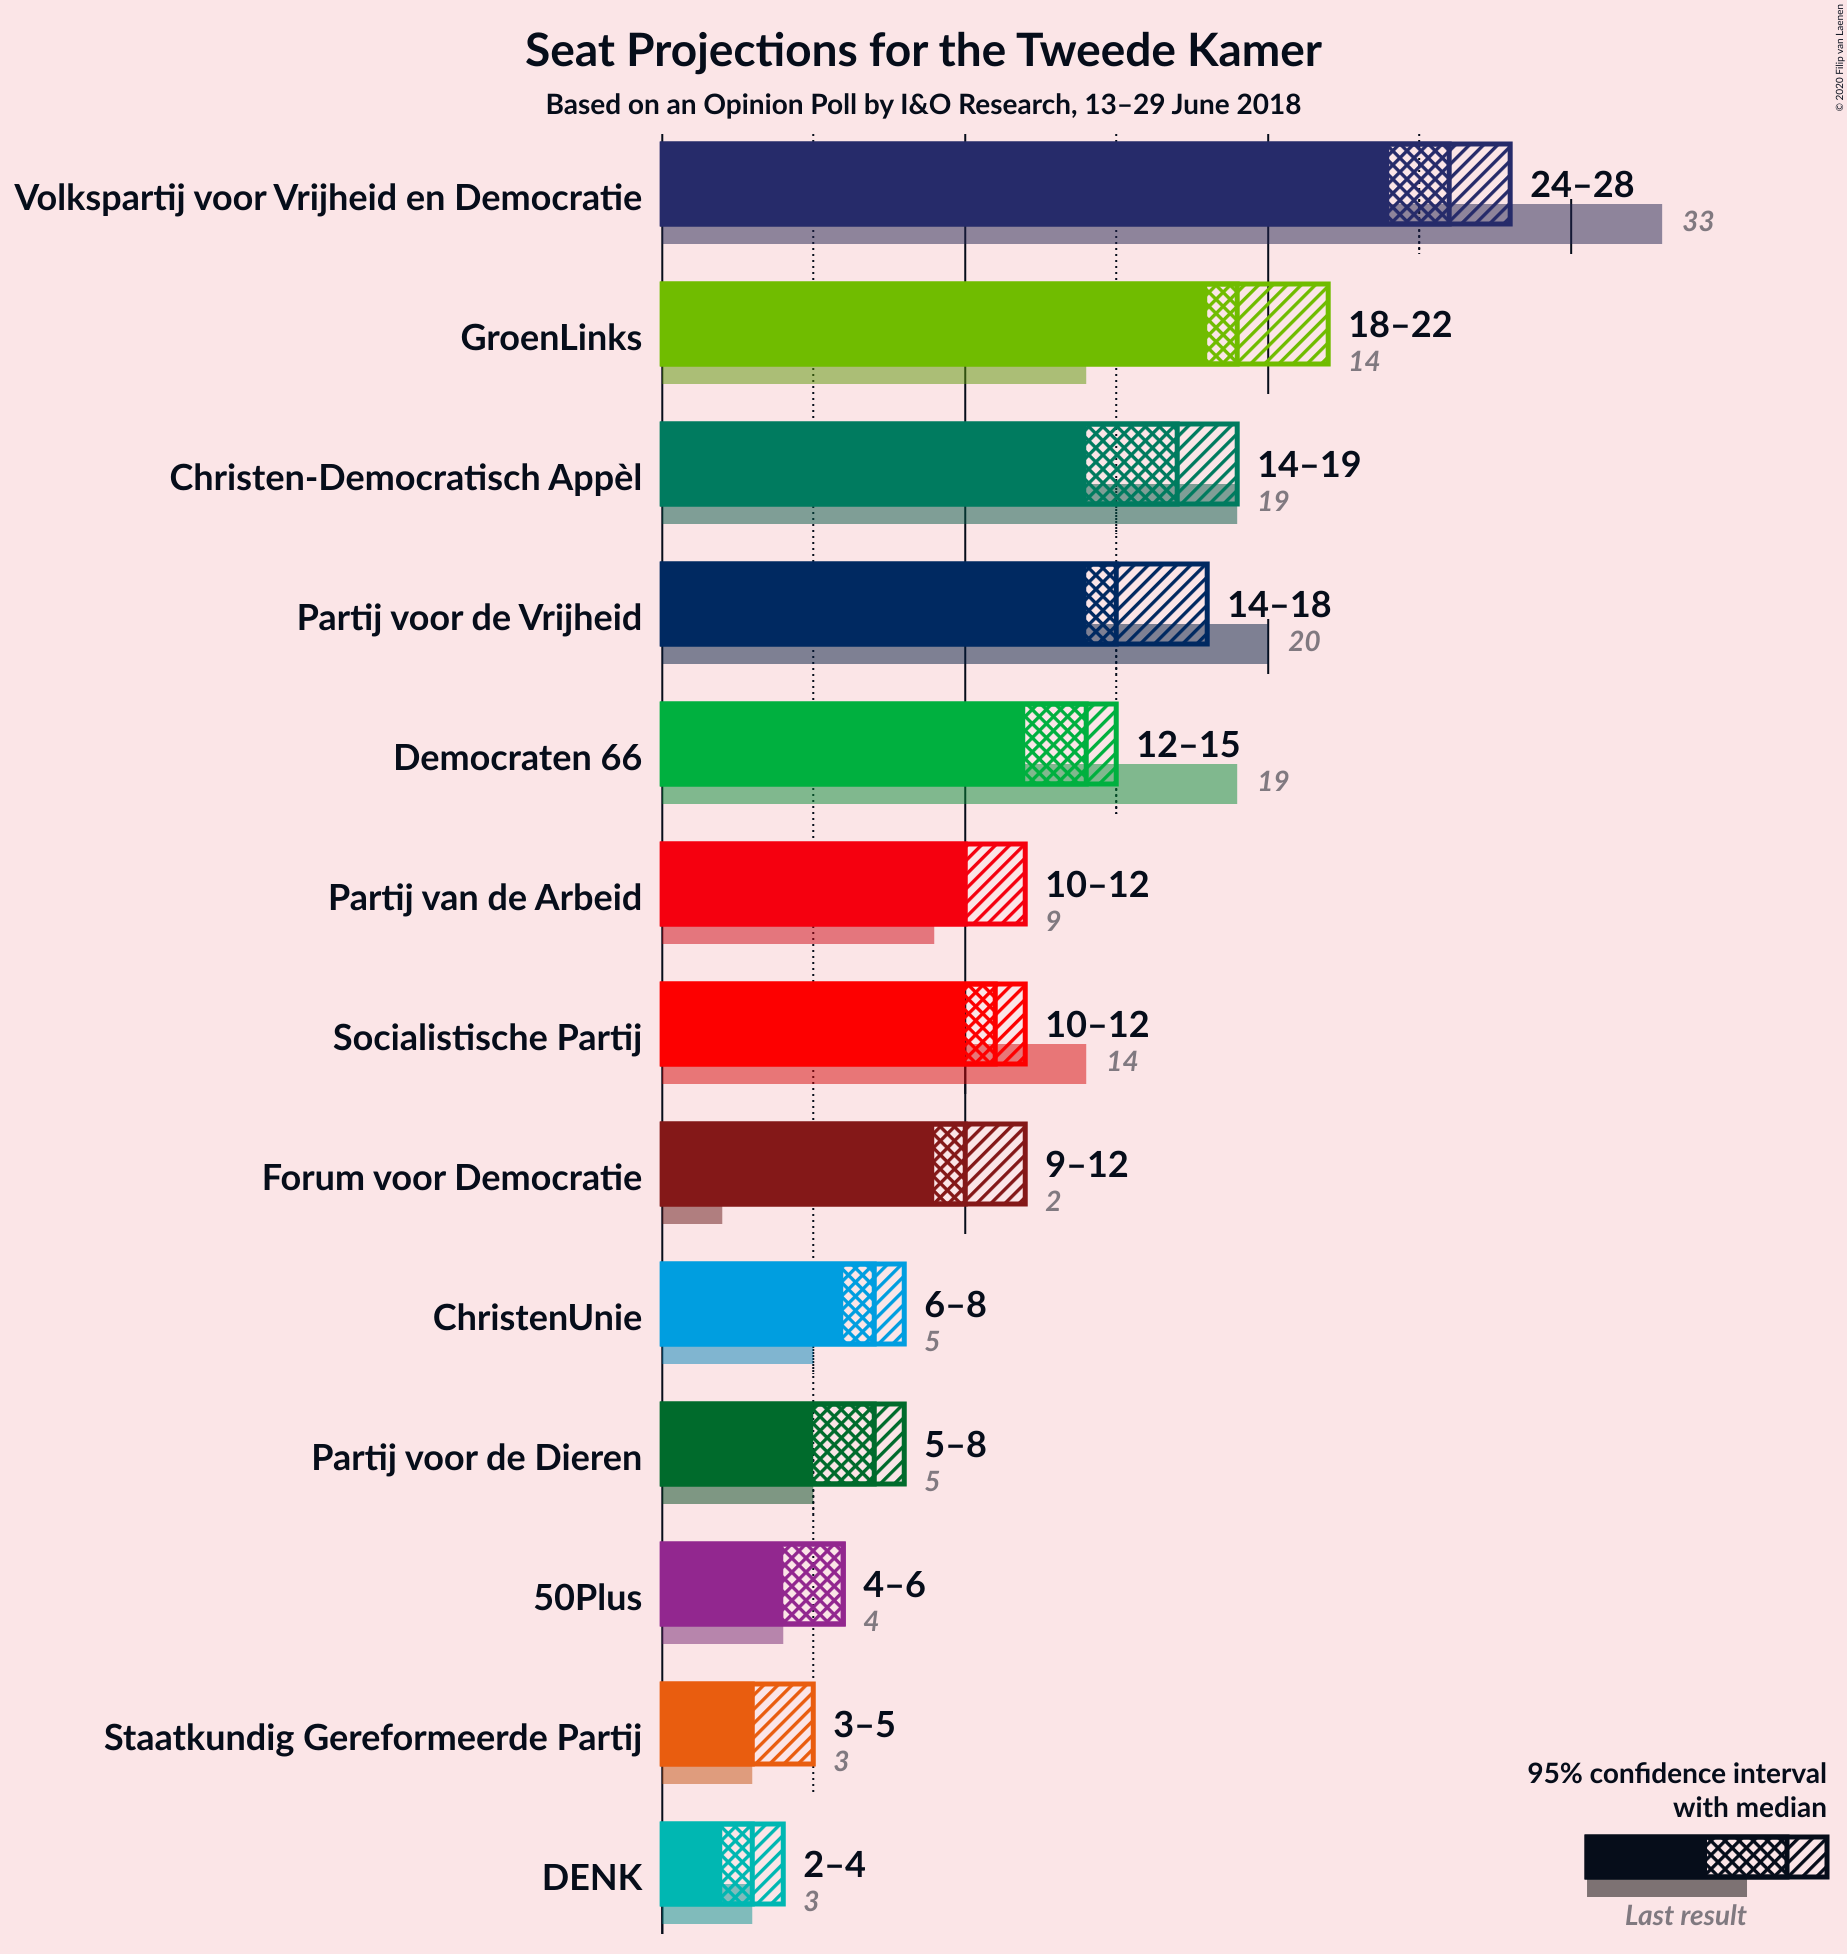 Seat Projections for the Tweede Kamer
Based on an Opinion Poll by I&O Research, 13–29 June 2018
© 2020 Filip van Laenen
Volkspartij voor Vrijheid en Democratie
24–28
33
GroenLinks
18–22
14
Christen-Democratisch Appèl
14–19
19
Partij voor de Vrijheid
14–18
20
Democraten 66
12–15
19
Partij van de Arbeid
10–12
9
Socialistische Partij
10–12
14
Forum voor Democratie
9–12
2
ChristenUnie
6–8
5
Partij voor de Dieren
5–8
5
50Plus
4–6
4
Staatkundig Gereformeerde Partij
3–5
3
DENK
2–4
3
95% confidence interval
with median
Last result